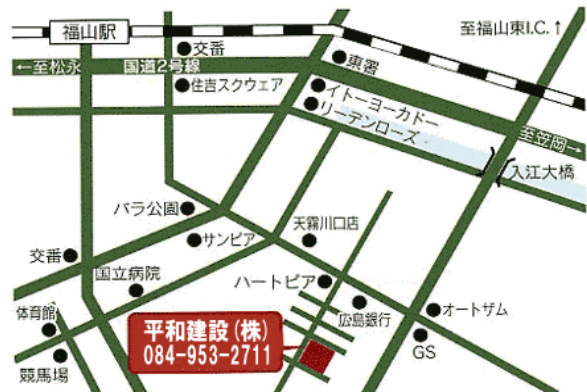 福山駅
至福山東I.C.↑
交番
東署
←至松永
国道2号線
住吉スクウェア
イトーヨーカドー
リーデンローズ
至笠岡→
入江大橋
バラ公園
天霧川口店
サンピア
交番
国立病院
ハートピア
体育館
広島銀行
オートザム
平和建設(株)
084-953-2711
GS
競馬場